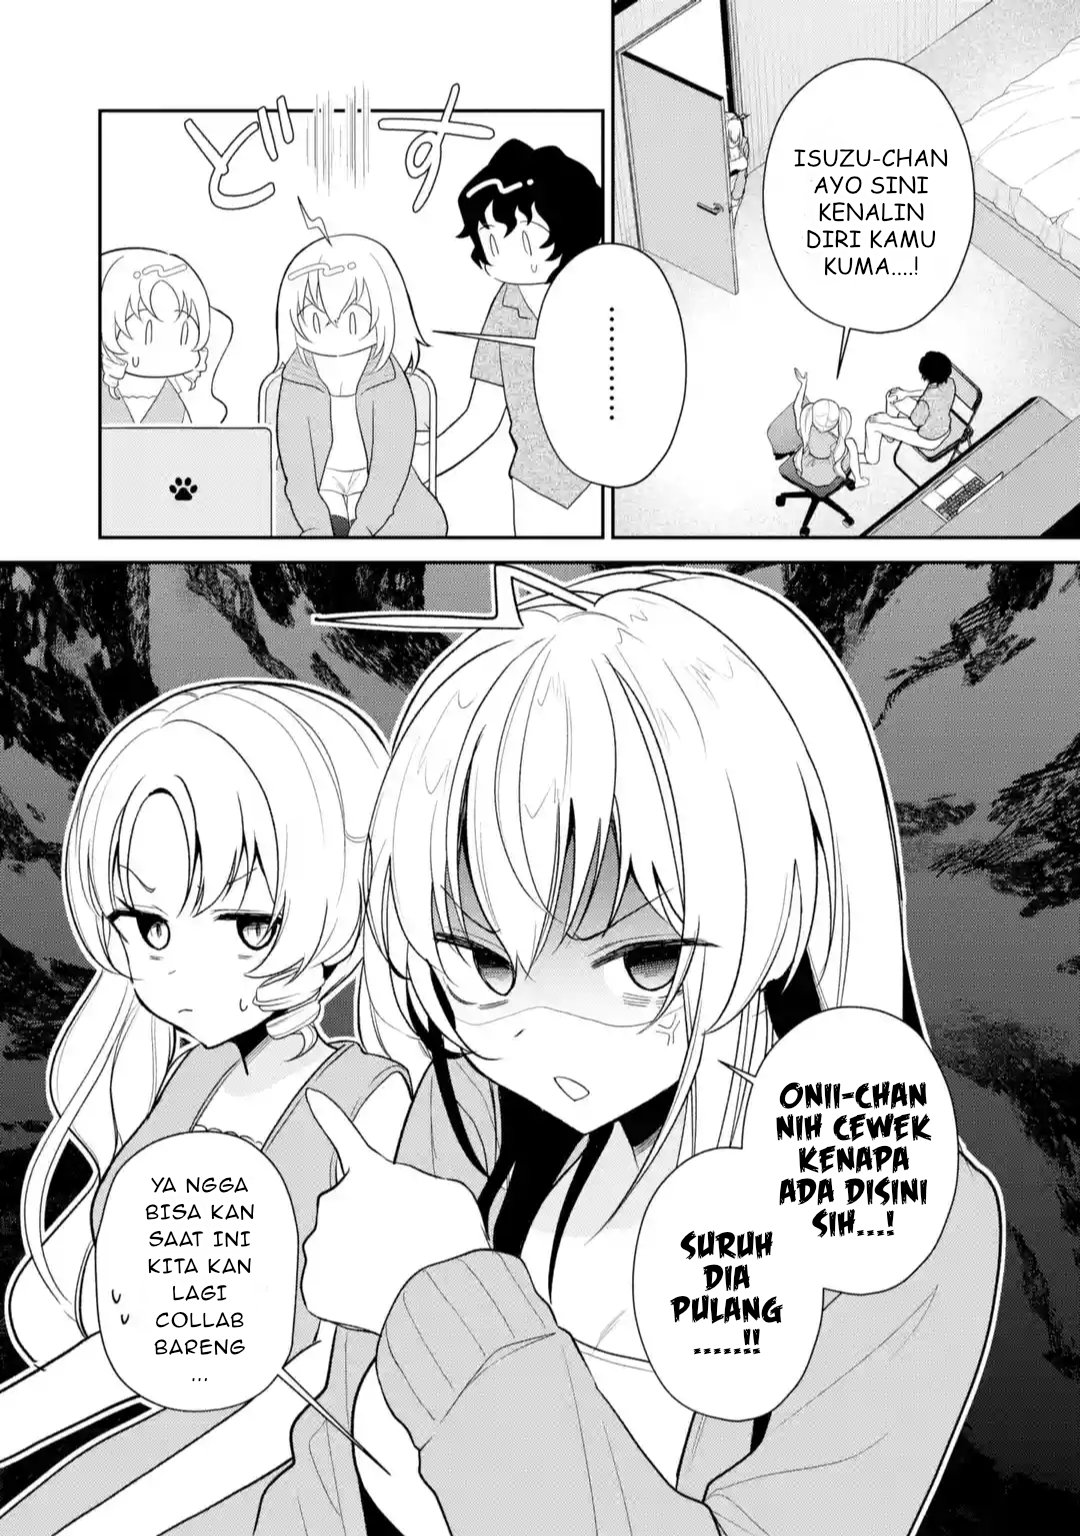 ISUZU-CHAN
AYO SINI
KENALIN
DIRI KAMU
KUMA....!
どすっ
..........
ONII-CHAN
NIH CEWEK
KENAPA
ADA DISINI
SIH...!
SURUH
DIA
PULANG
.......!!
YA NGGA
BISA KAN
SAAT INI
KITA KAN
LAGI
COLLAB
BARENG
...